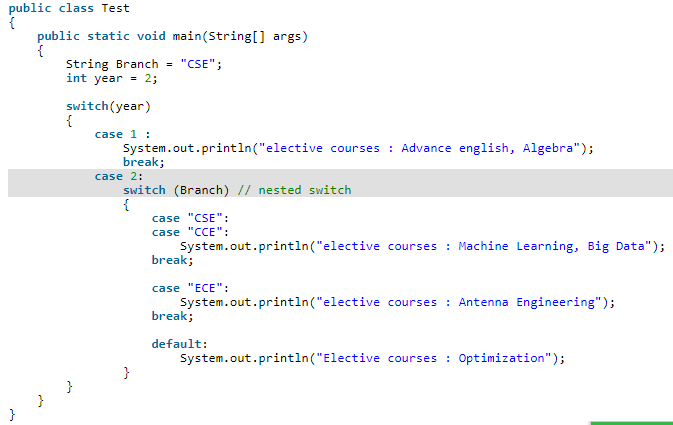 public class Test
{
    public static void main(String[] args)
    {
        String Branch = "CSE";
        int year = 2;

        switch(year)
        {
            case 1 :
                System.out.println("elective courses : Advance english, Algebra");
                break;
            case 2:
                switch (Branch) // nested switch
                {
                    case "CSE":
                    case "CCE":
                        System.out.println("elective courses : Machine Learning, Big Data");
                    break;

                    case "ECE":
                        System.out.println("elective courses : Antenna Engineering");
                    break;

                    default:
                        System.out.println("Elective courses : Optimization");
                }
        }
    }
}